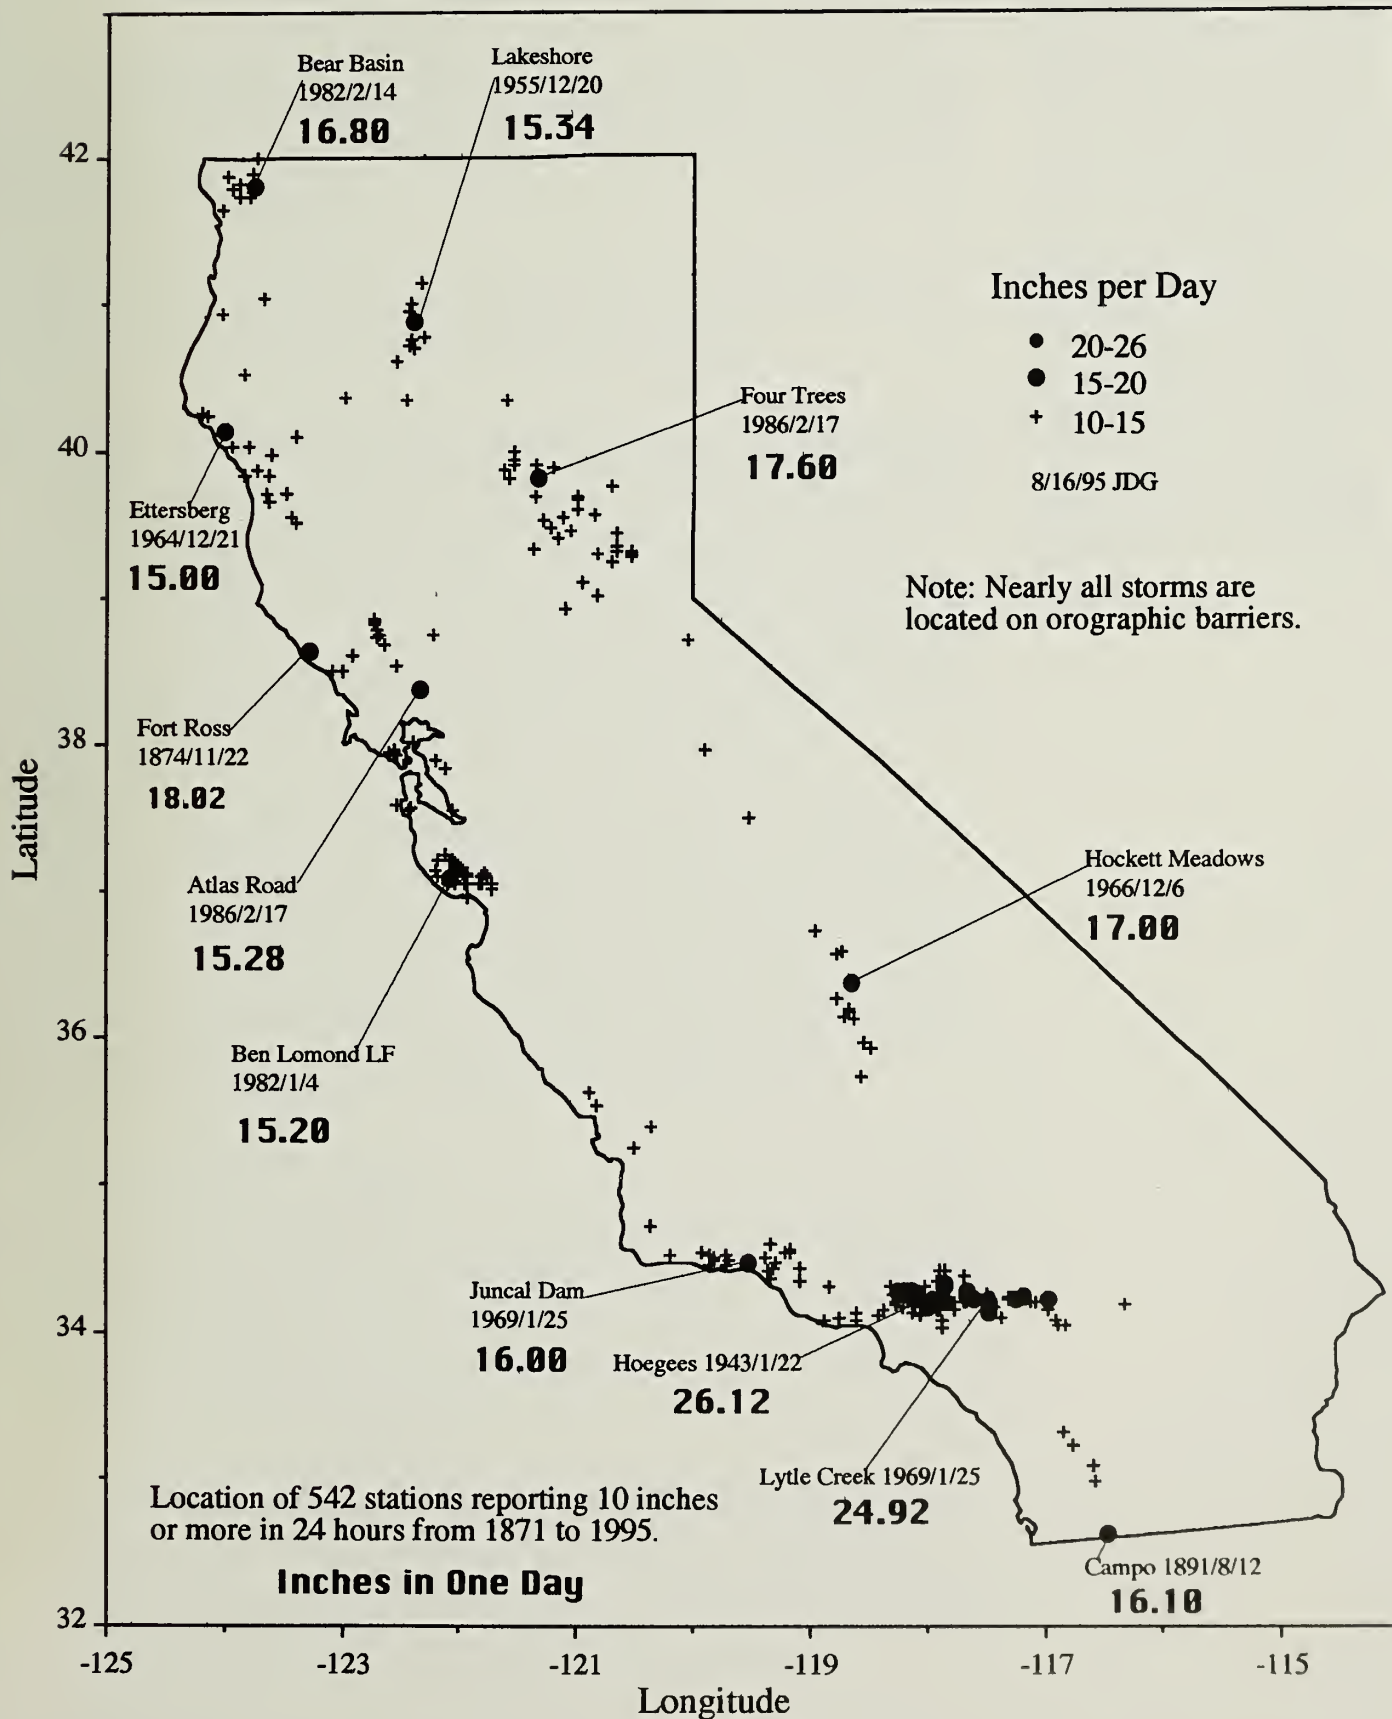 Bear Basin
1982/2/14
16.80
Lakeshore
1955/12/20
15.34
42
Inches per Day
20-26
15-20
10-15
8/16/95 JDG
Four Trees
1986/2/17
17.60
40
Ettersberg
1964/12/21
15.00
Note: Nearly all storms are
located on orographic barriers.
Fort Ross
1874/11/22
18.02
38
Latitude
Atlas Road
1986/2/17
15.28
Hockett Meadows
1966/12/6
17.00
36
Ben Lomond LF
1982/1/4
15.20
Juncal Dam
1969/1/25
16.00
34
Hoegees 1943/1/22
26.12
Lytle Creek 1969/1/25
24.92
Location of 542 stations reporting 10 inches
or more in 24 hours from 1871 to 1995.
Inches in One Day
Campo 1891/8/12
16.10
32
-125
-123
-121
-119
-117
-115
Longitude